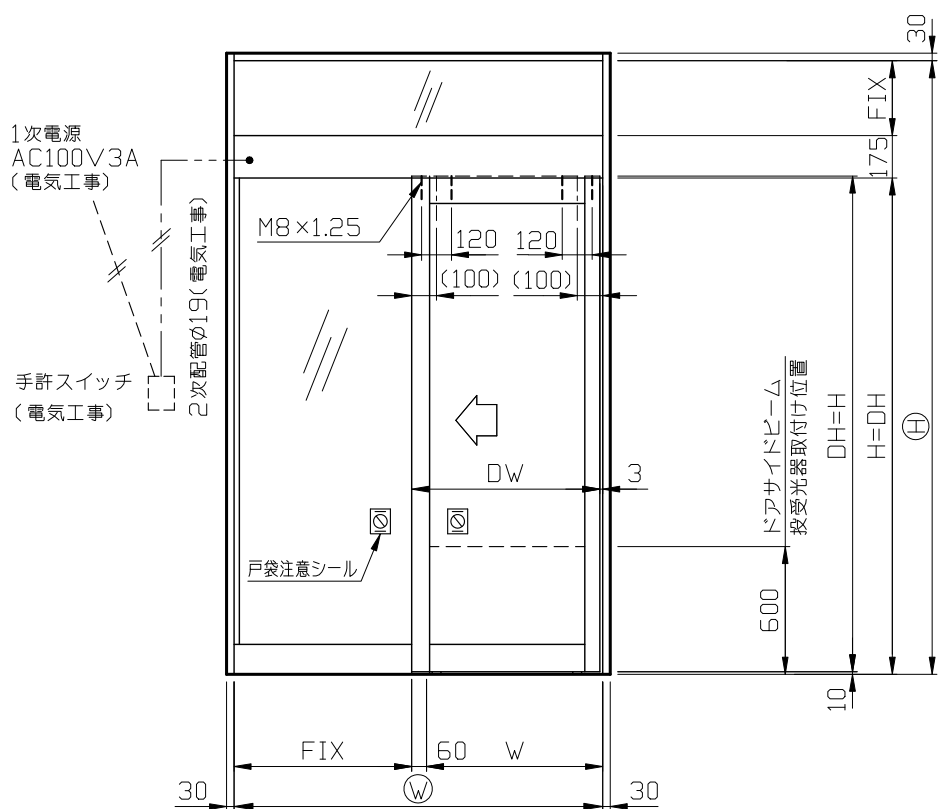 30
FIX
175
1次電源
AC100V3A
(電気工事)
M8×1.25
120
120
(100)
(100)
2次配管φ19(電気工事)
手許スイッチ
(電気工事)
ドアサイドビーム
投受光器取付け位置
DH=H
H=DH
H
DW
3
戸袋注意シール
600
10
FIX
60
W
30
W
30